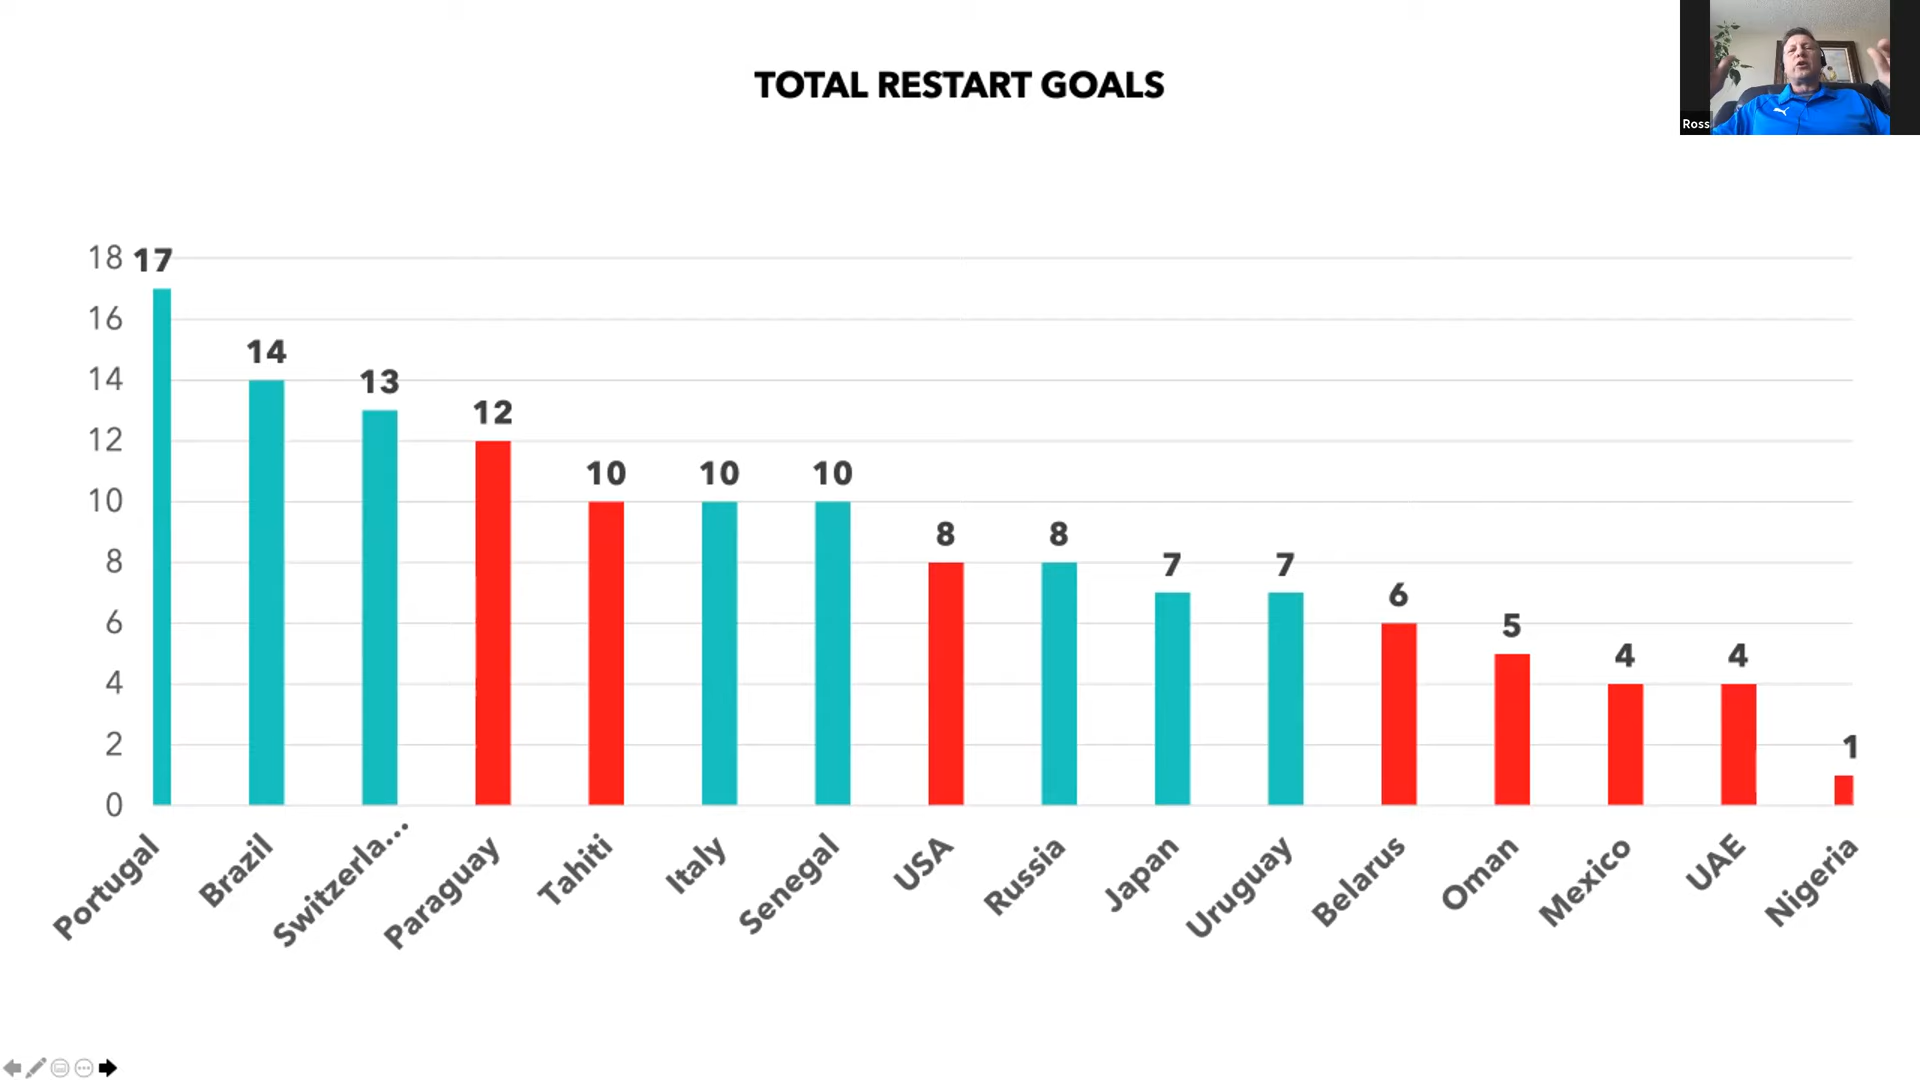 TOTAL RESTART GOALS
Ross
18
16
14
12
10
8
6
4
2
0
17
14
13
12
10
10
10
8
8
7
7
6
5
4
4
1
Portugal
Brazil
Switzerla...
Paraguay
Tahiti
Italy
Senegal
USA
Russia
Japan
Uruguay
Belarus
Oman
Mexico
UAE
Nigeria